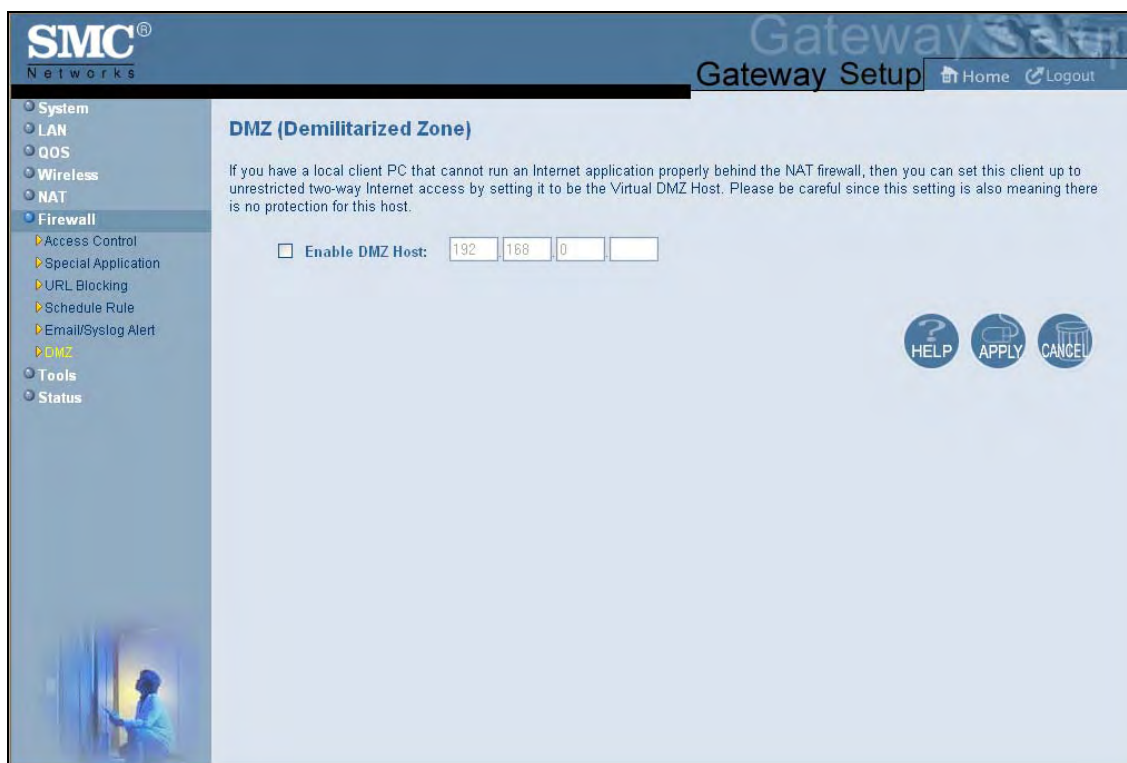 SMC®
Networks
Gateway Setup
Gateway Setup
Home
Logout
System
LAN
QOS
Wireless
NAT
Firewall
Access Control
Special Application
URL Blocking
Schedule Rule
Email/Syslog Alert
DMZ
Tools
Status
DMZ (Demilitarized Zone)
If you have a local client PC that cannot run an Internet application properly behind the NAT firewall, then you can set this client up to
unrestricted two-way Internet access by setting it to be the Virtual DMZ Host. Please be careful since this setting is also meaning there
is no protection for this host.
Enable DMZ Host: 192 .168 .0 .
HELP APPLY CANCEL